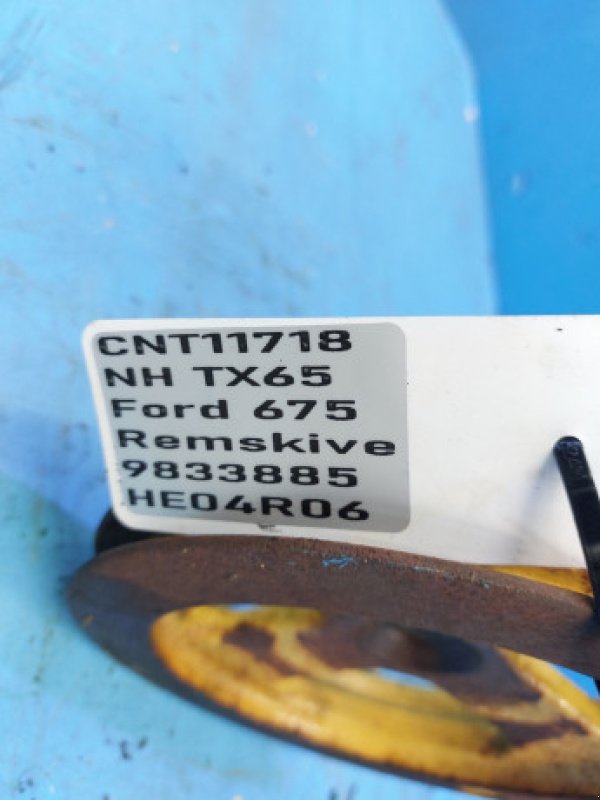 CNT11718
NH TX65
Ford 675
Remskive
9833885
HE04R06